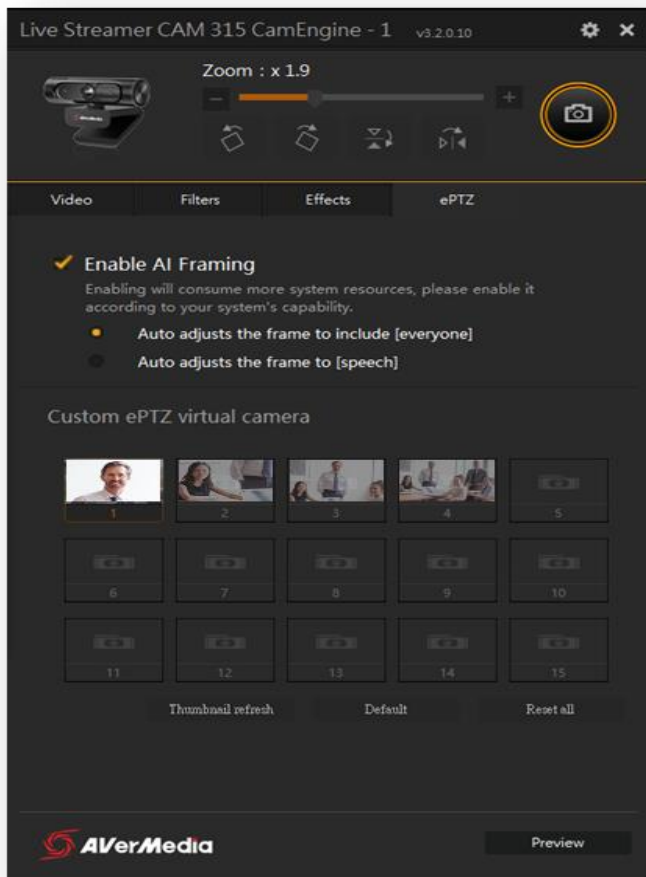 Live Streamer CAM 315 CamEngine - 1 v3.2.0.10
Zoom : x 1.9
AVerMedia
Video Filters Effects ePTZ
Enable AI Framing
Enabling will consume more system resources, please enable it
according to your system's capability.
Auto adjusts the frame to include [everyone]
Auto adjusts the frame to [speech]
Custom ePTZ virtual camera
1 2 3 4 5
6 7 8 9 10
11 12 13 14 15
Thumbnail refresh Default Reset all
AVerMedia Preview